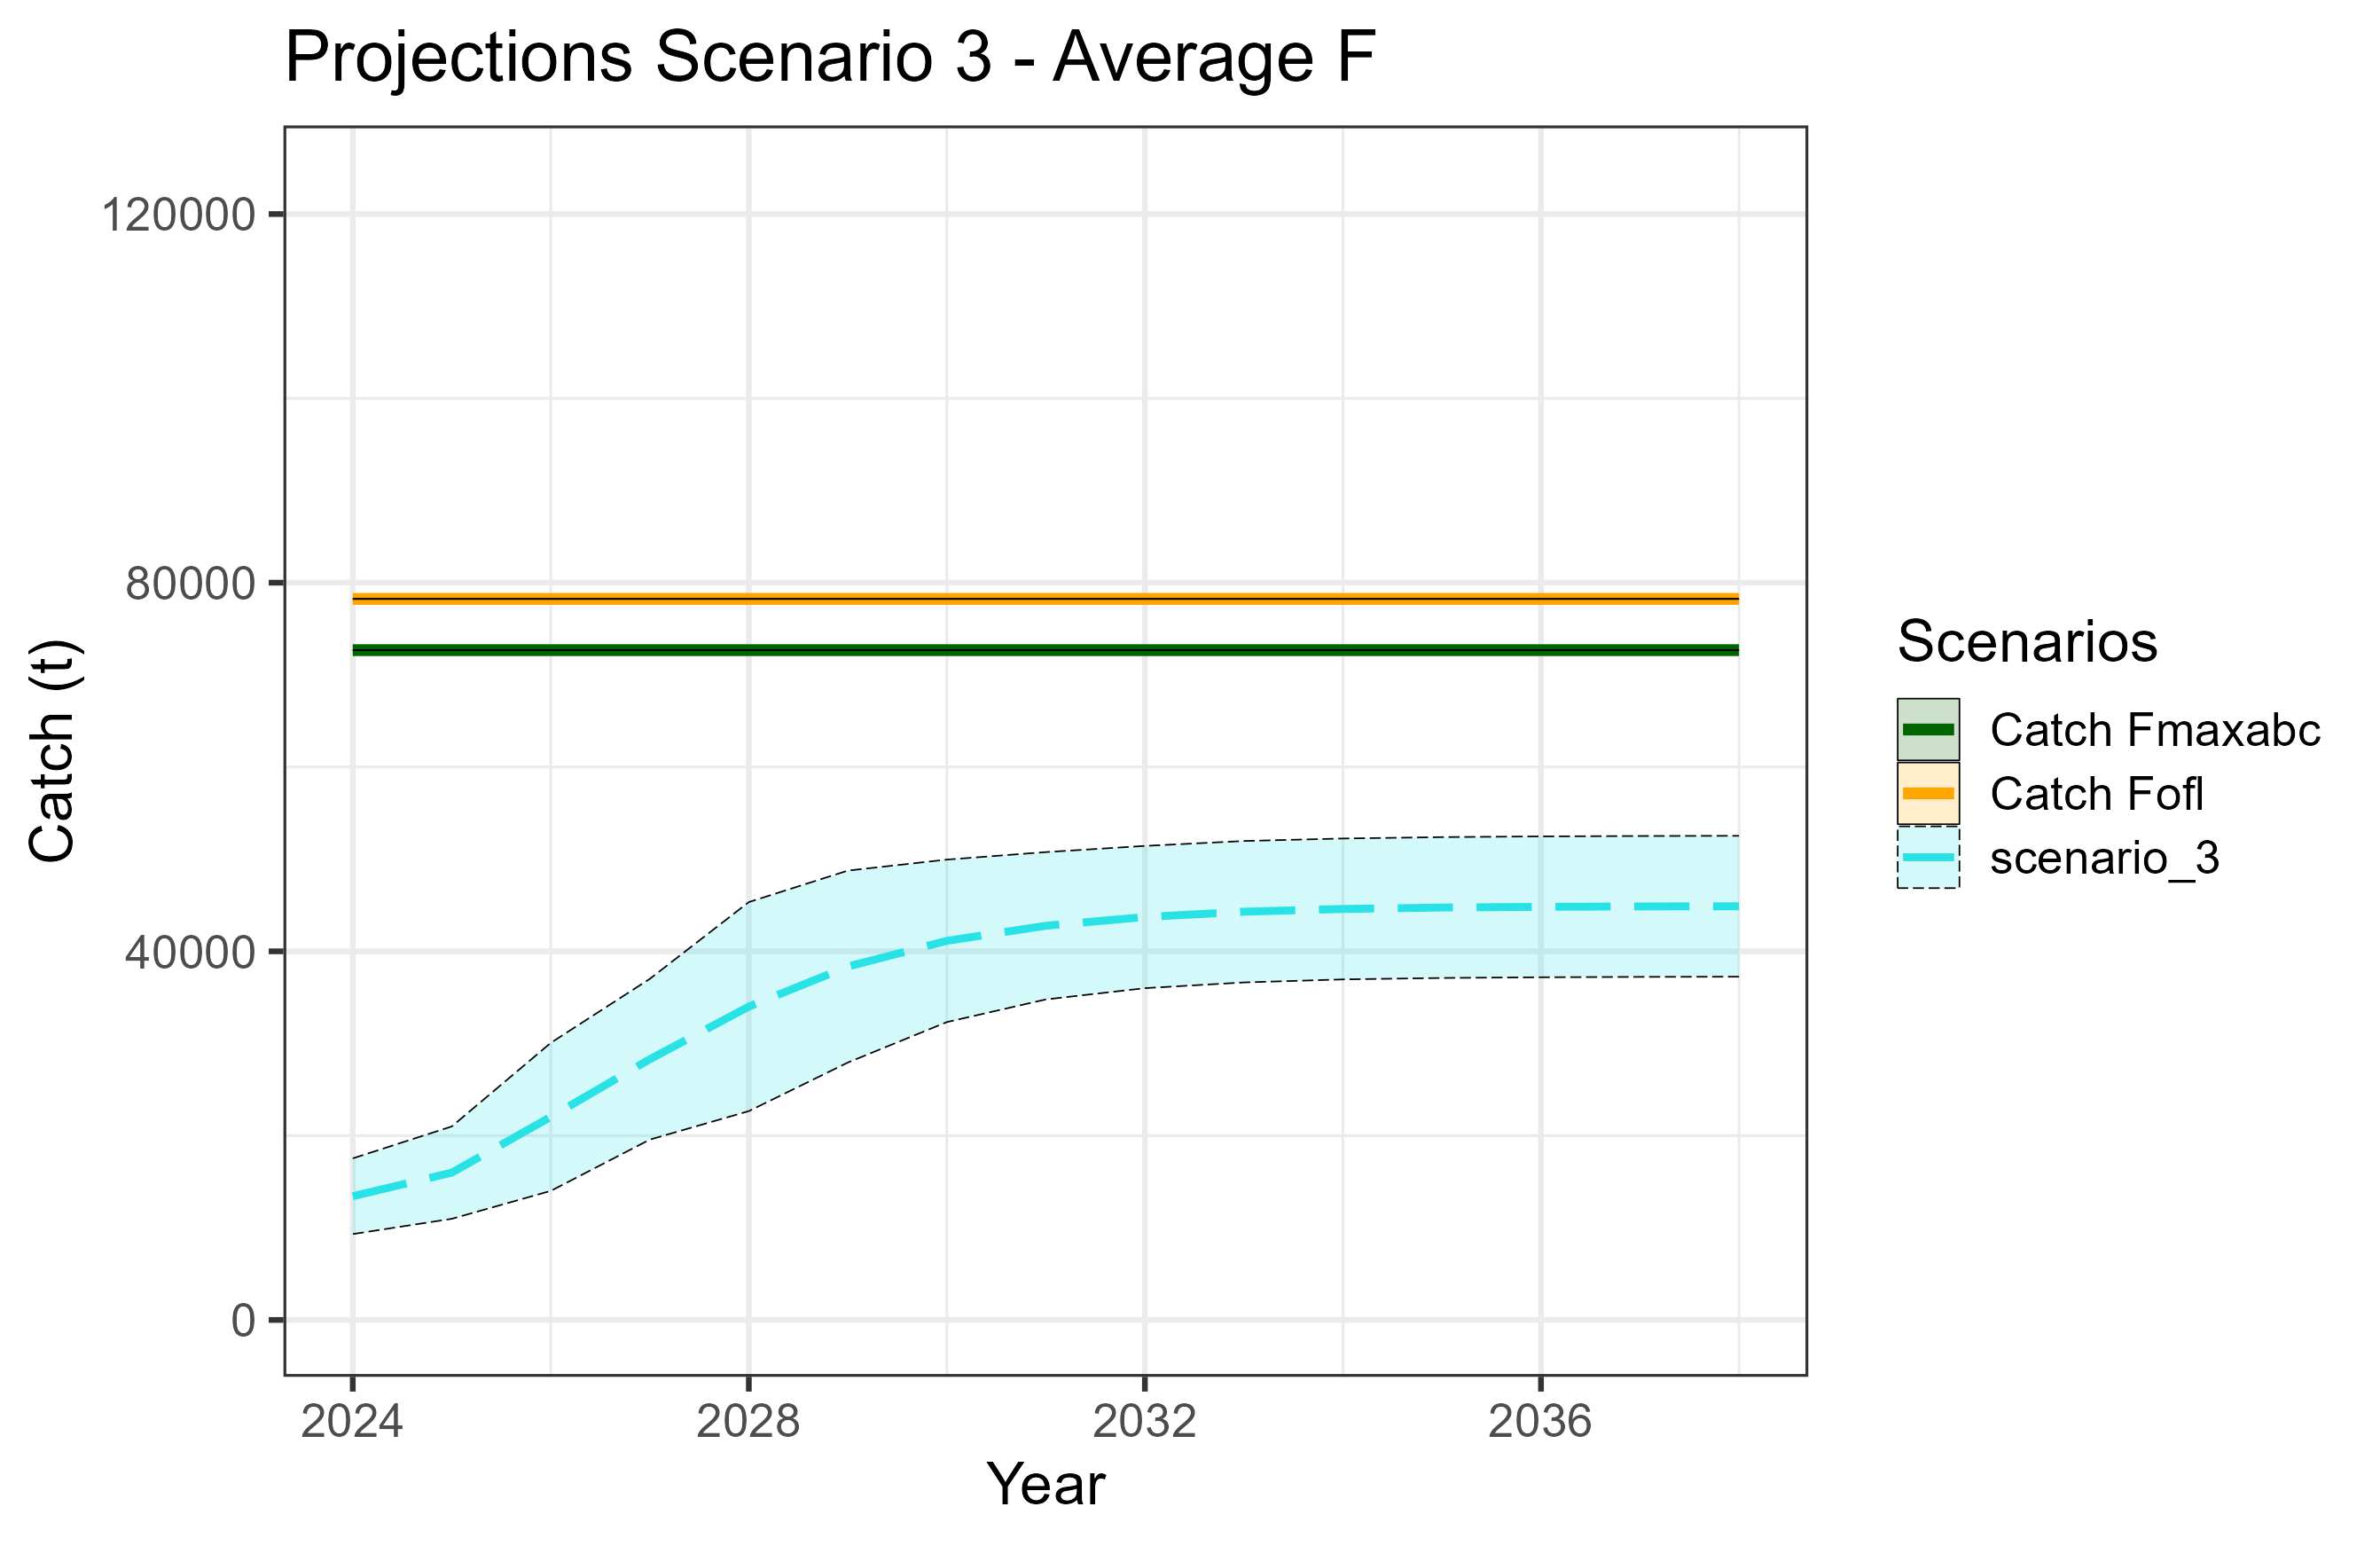 Projections Scenario 3 - Average F
120000
80000
40000
0
Catch (t)
2024 2028 2032 2036
Year
Scenarios
Catch Fmaxabc
Catch Fofl
scenario_3